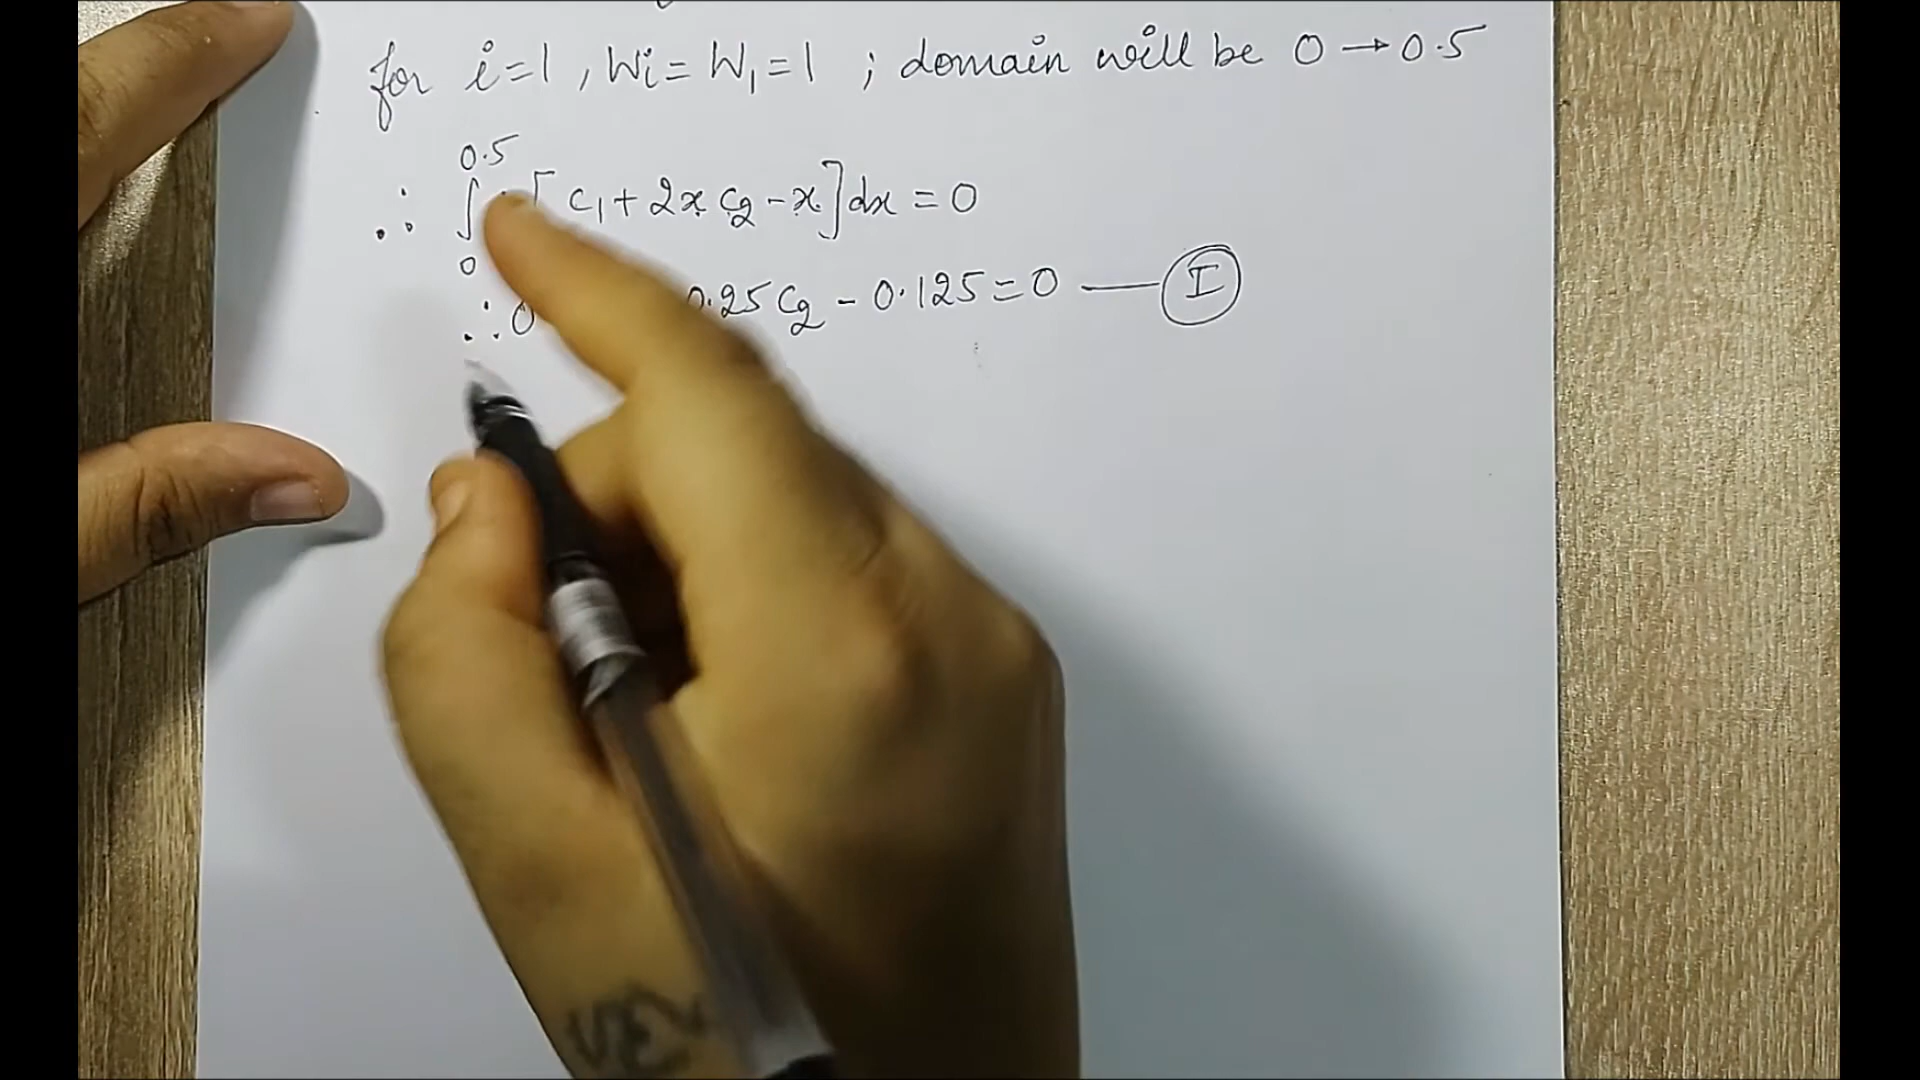 for i=1, Wi = W1 = 1 ; domain will be 0 → 0.5
0.5
∴ ∫ [ C1 + 2x C2 - x ] dx = 0
0
∴ 0 0.25 C2 - 0.125 = 0 — I